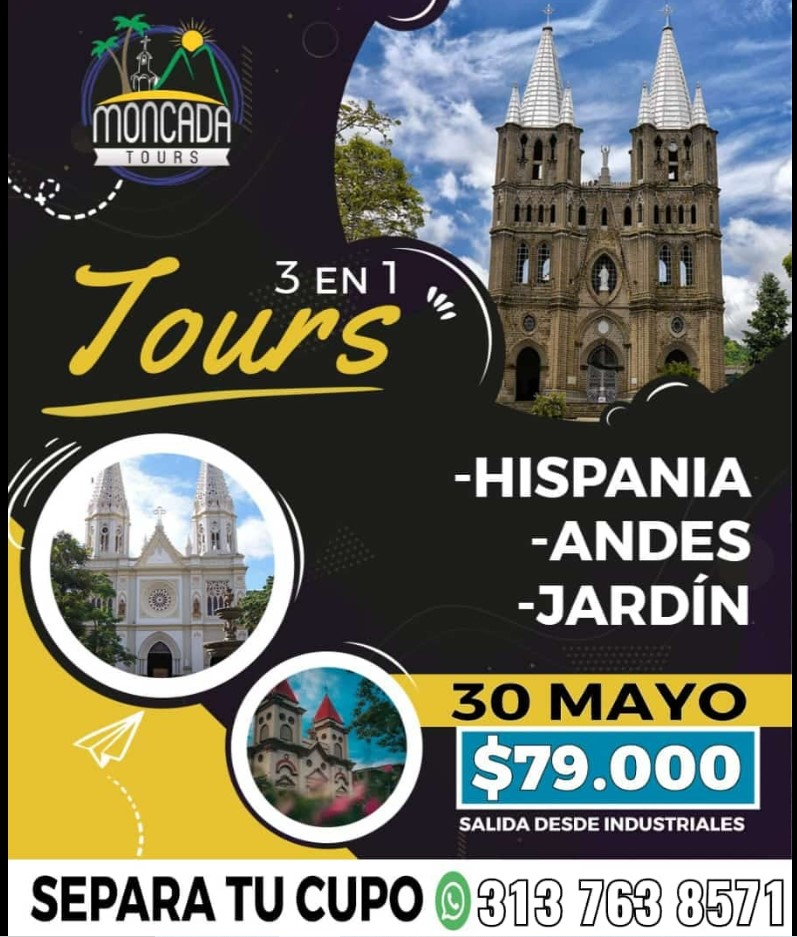 MONCADA
TOURS
3 EN 1
Tours
-HISPANIA
-ANDES
-JARDÍN
30 MAYO
$79.000
SALIDA DESDE INDUSTRIALES
SEPARA TU CUPO 313 763 8571